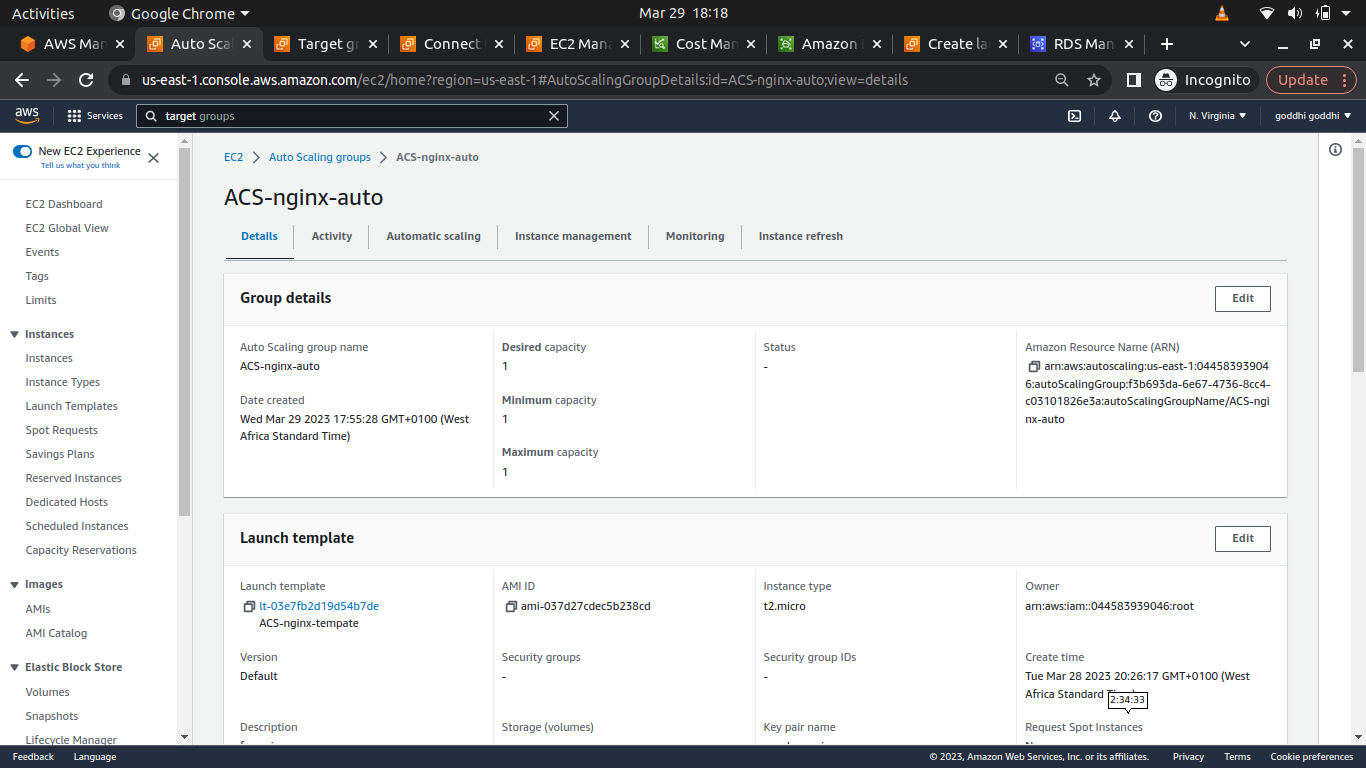 Activities
Google Chrome
Mar 29 18:18
AWS Man
Auto Sca
Target gr
Connect
EC2 Mana
Cost Man
Amazon
Create la
RDS Man
us-east-1.console.aws.amazon.com/ec2/home?region=us-east-1#AutoScalingGroupDetails:id=ACS-nginx-auto;view=details
Incognito
Update
aws
Services
target groups
N. Virginia
goddhi goddhi
New EC2 Experience
Tell us what you think
EC2 Dashboard
EC2 Global View
Events
Tags
Limits
Instances
Instances
Instance Types
Launch Templates
Spot Requests
Savings Plans
Reserved Instances
Dedicated Hosts
Scheduled Instances
Capacity Reservations
Images
AMIs
AMI Catalog
Elastic Block Store
Volumes
Snapshots
Lifecycle Manager
EC2 > Auto Scaling groups > ACS-nginx-auto
ACS-nginx-auto
Details
Activity
Automatic scaling
Instance management
Monitoring
Instance refresh
Group details
Edit
Auto Scaling group name
ACS-nginx-auto
Date created
Wed Mar 29 2023 17:55:28 GMT+0100 (West
Africa Standard Time)
Desired capacity
1
Minimum capacity
1
Maximum capacity
1
Status
-
Amazon Resource Name (ARN)
arn:aws:autoscaling:us-east-1:04458393904
6:autoScalingGroup:f3b693da-6e67-4736-8cc4-
c03101826e3a:autoScalingGroupName/ACS-ngi
nx-auto
Launch template
Edit
Launch template
lt-03e7fb2d19d54b7de
ACS-nginx-tempate
AMI ID
ami-037d27cdec5b238cd
Instance type
t2.micro
Owner
arn:aws:iam::044583939046:root
Version
Default
Security groups
-
Security group IDs
-
Create time
Tue Mar 28 2023 20:26:17 GMT+0100 (West
Africa Standard
2:34:33
Description
Storage (volumes)
Key pair name
Request Spot Instances
Feedback
Language
© 2023, Amazon Web Services, Inc. or its affiliates.
Privacy
Terms
Cookie preferences